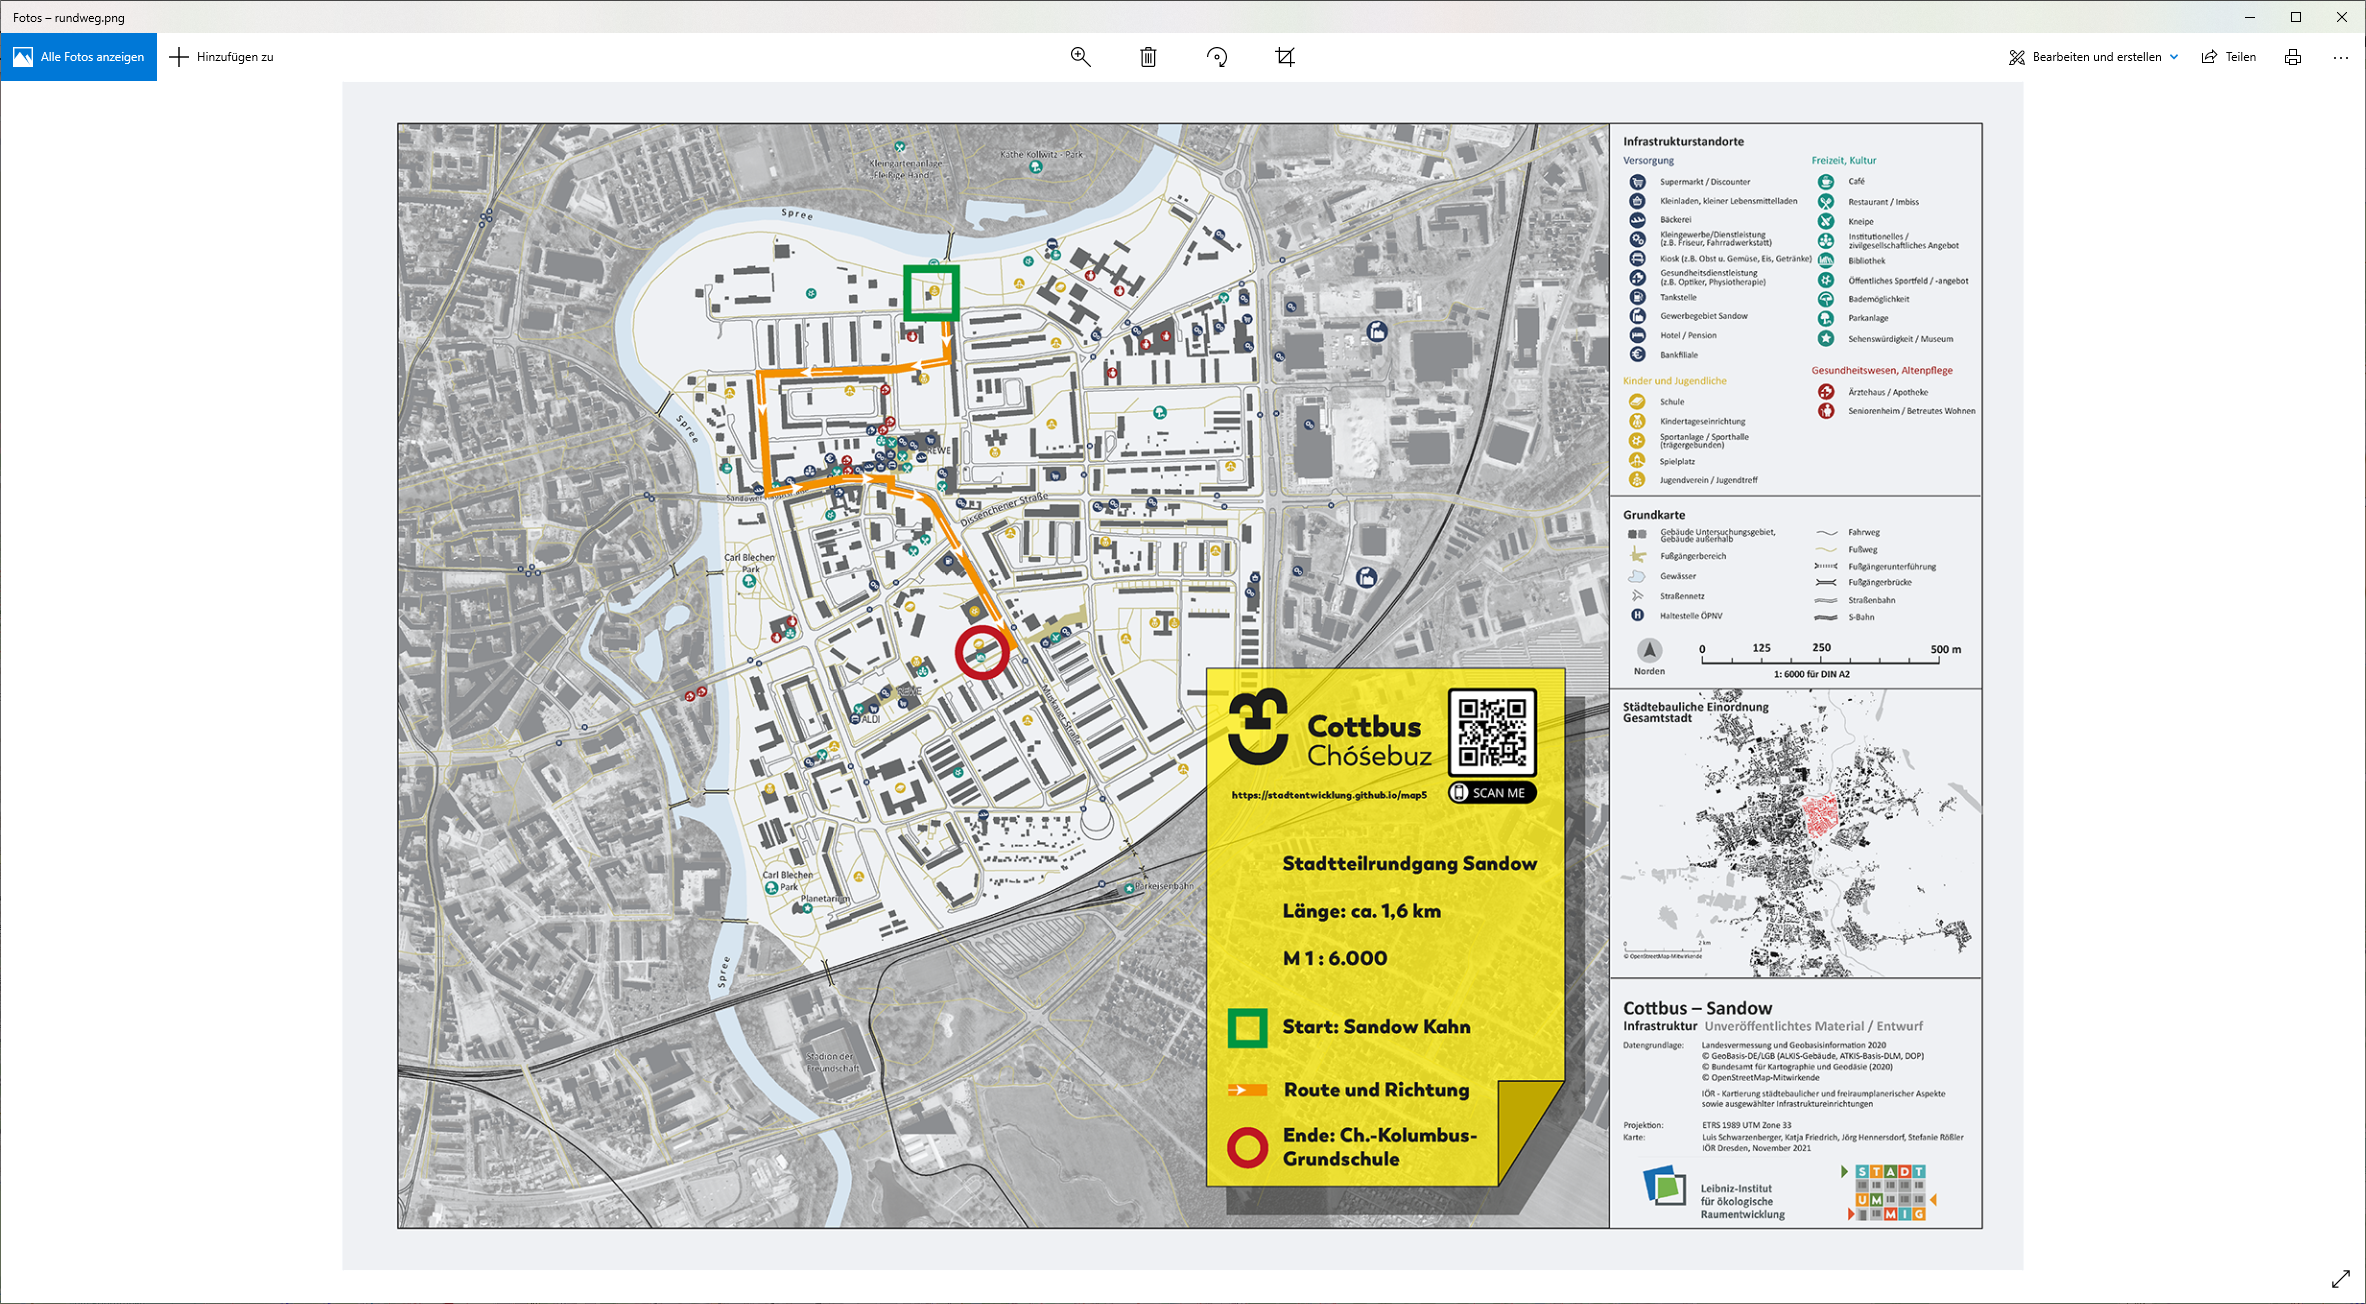 Fotos – rundweg.png
Alle Fotos anzeigen
Hinzufügen zu
Bearbeiten und erstellen
Teilen
Kleingartenanlage
"Fleißige Hand"
Käthe Kollwitz - Park
Spree
Spree
REWE
Sandower Hauptstraße
Dissenchener Straße
Carl Blechen
Park
REWE
ALDI
Muskauer Straße
Carl Blechen
Park
Planetarium
Parkeisenbahn
Spree
Stadion der
Freundschaft
Cottbus
Chóśebuz
https://stadtentwicklung.github.io/map5
SCAN ME
Stadtteilrundgang Sandow
Länge: ca. 1,6 km
M 1 : 6.000
Start: Sandow Kahn
Route und Richtung
Ende: Ch.-Kolumbus-
Grundschule
Infrastrukturstandorte
Versorgung
Supermarkt / Discounter
Kleinladen, kleiner Lebensmittelladen
Bäckerei
Kleingewerbe/Dienstleistung
(z.B. Friseur, Fahrradwerkstatt)
Kiosk (z.B. Obst u. Gemüse, Eis, Getränke)
Gesundheitsdienstleistung
(z.B. Optiker, Physiotherapie)
Tankstelle
Gewerbegebiet Sandow
Hotel / Pension
Bankfiliale
Kinder und Jugendliche
Schule
Kindertageseinrichtung
Sportanlage / Sporthalle
(trägergebunden)
Spielplatz
Jugendverein / Jugendtreff
Freizeit, Kultur
Café
Restaurant / Imbiss
Kneipe
Institutionelles /
zivilgesellschaftliches Angebot
Bibliothek
Öffentliches Sportfeld / -angebot
Bademöglichkeit
Parkanlage
Sehenswürdigkeit / Museum
Gesundheitswesen, Altenpflege
Ärztehaus / Apotheke
Seniorenheim / Betreutes Wohnen
Grundkarte
Gebäude Untersuchungsgebiet,
Gebäude außerhalb
Fußgängerbereich
Gewässer
Straßennetz
H Haltestelle ÖPNV
Fahrweg
Fußweg
Fußgängerunterführung
Fußgängerbrücke
Straßenbahn
S-Bahn
Norden
0 125 250 500 m
1: 6000 für DIN A2
Städtebauliche Einordnung
Gesamtstadt
0 2 km
© OpenStreetMap-Mitwirkende
Cottbus – Sandow
Infrastruktur Unveröffentlichtes Material / Entwurf
Datengrundlage: Landesvermessung und Geobasisinformation 2020
© GeoBasis-DE/LGB (ALKIS-Gebäude, ATKIS-Basis-DLM, DOP)
© Bundesamt für Kartographie und Geodäsie (2020)
© OpenStreetMap-Mitwirkende
IÖR - Kartierung städtebaulicher und freiraumplanerischer Aspekte
sowie ausgewählter Infrastruktureinrichtungen
Projektion: ETRS 1989 UTM Zone 33
Karte: Luis Schwarzenberger, Katja Friedrich, Jörg Hennersdorf, Stefanie Rößler
IÖR Dresden, November 2021
Leibniz-Institut
für ökologische
Raumentwicklung
STADT
UM
MIG